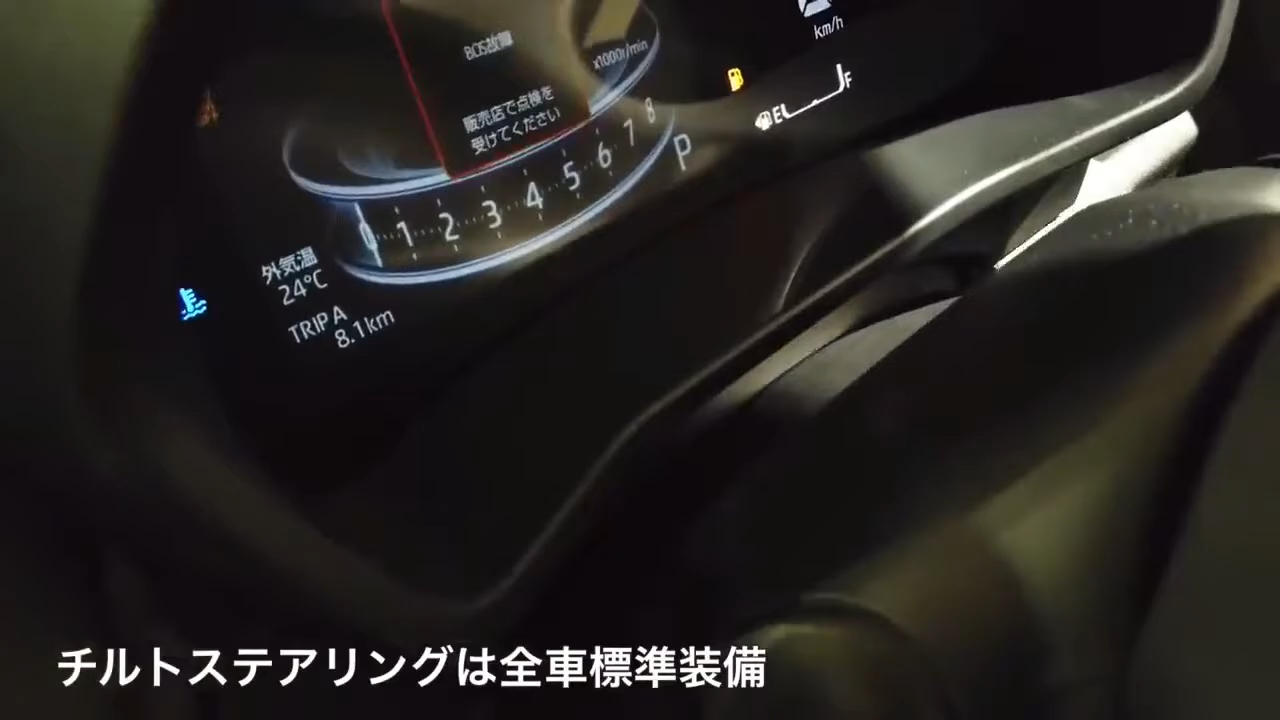 BOS故障
販売店で点検を
受けてください
x1000r/min
km/h
E F
0 1 2 3 4 5 6 7 8
P
外気温
24℃
TRIP A
8.1km
チルトステアリングは全車標準装備